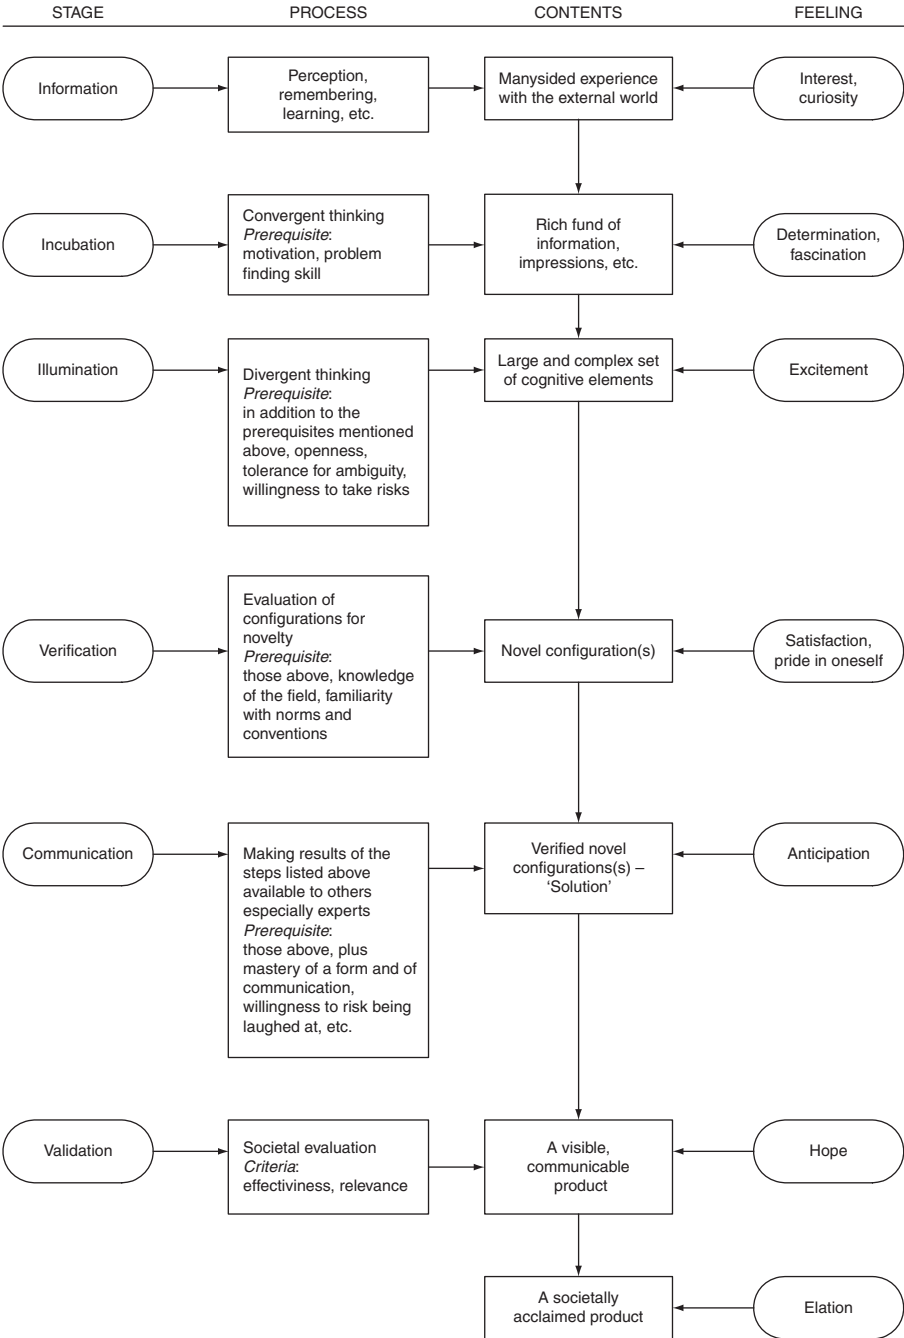 STAGE PROCESS CONTENTS FEELING
Information
Perception,
remembering,
learning, etc.
Manysided experience
with the external world
Interest,
curiosity
Incubation
Convergent thinking
Prerequisite:
motivation, problem
finding skill
Rich fund of
information,
impressions, etc.
Determination,
fascination
Illumination
Divergent thinking
Prerequisite:
in addition to the
prerequisites mentioned
above, openness,
tolerance for ambiguity,
willingness to take risks
Large and complex set
of cognitive elements
Excitement
Verification
Evaluation of
configurations for
novelty
Prerequisite:
those above, knowledge
of the field, familiarity
with norms and
conventions
Novel configuration(s)
Satisfaction,
pride in oneself
Communication
Making results of the
steps listed above
available to others
especially experts
Prerequisite:
those above, plus
mastery of a form and of
communication,
willingness to risk being
laughed at, etc.
Verified novel
configurations(s) –
‘Solution’
Anticipation
Validation
Societal evaluation
Criteria:
effectiviness, relevance
A visible,
communicable
product
Hope
A societally
acclaimed product
Elation